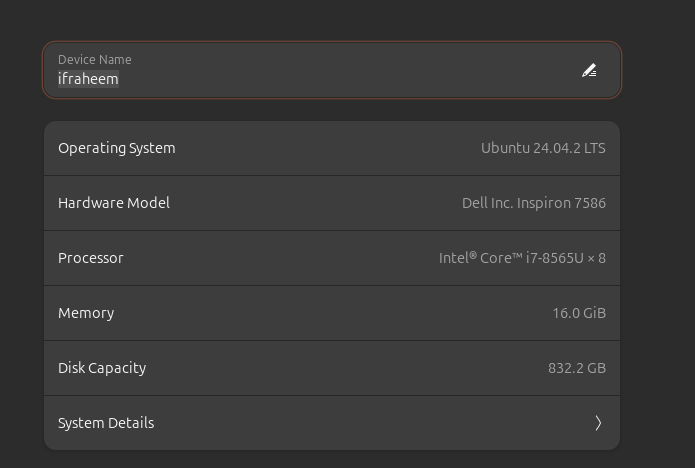 Device Name
ifraheem
Operating System Ubuntu 24.04.2 LTS
Hardware Model Dell Inc. Inspiron 7586
Processor Intel® Core™ i7-8565U × 8
Memory 16.0 GiB
Disk Capacity 832.2 GB
System Details